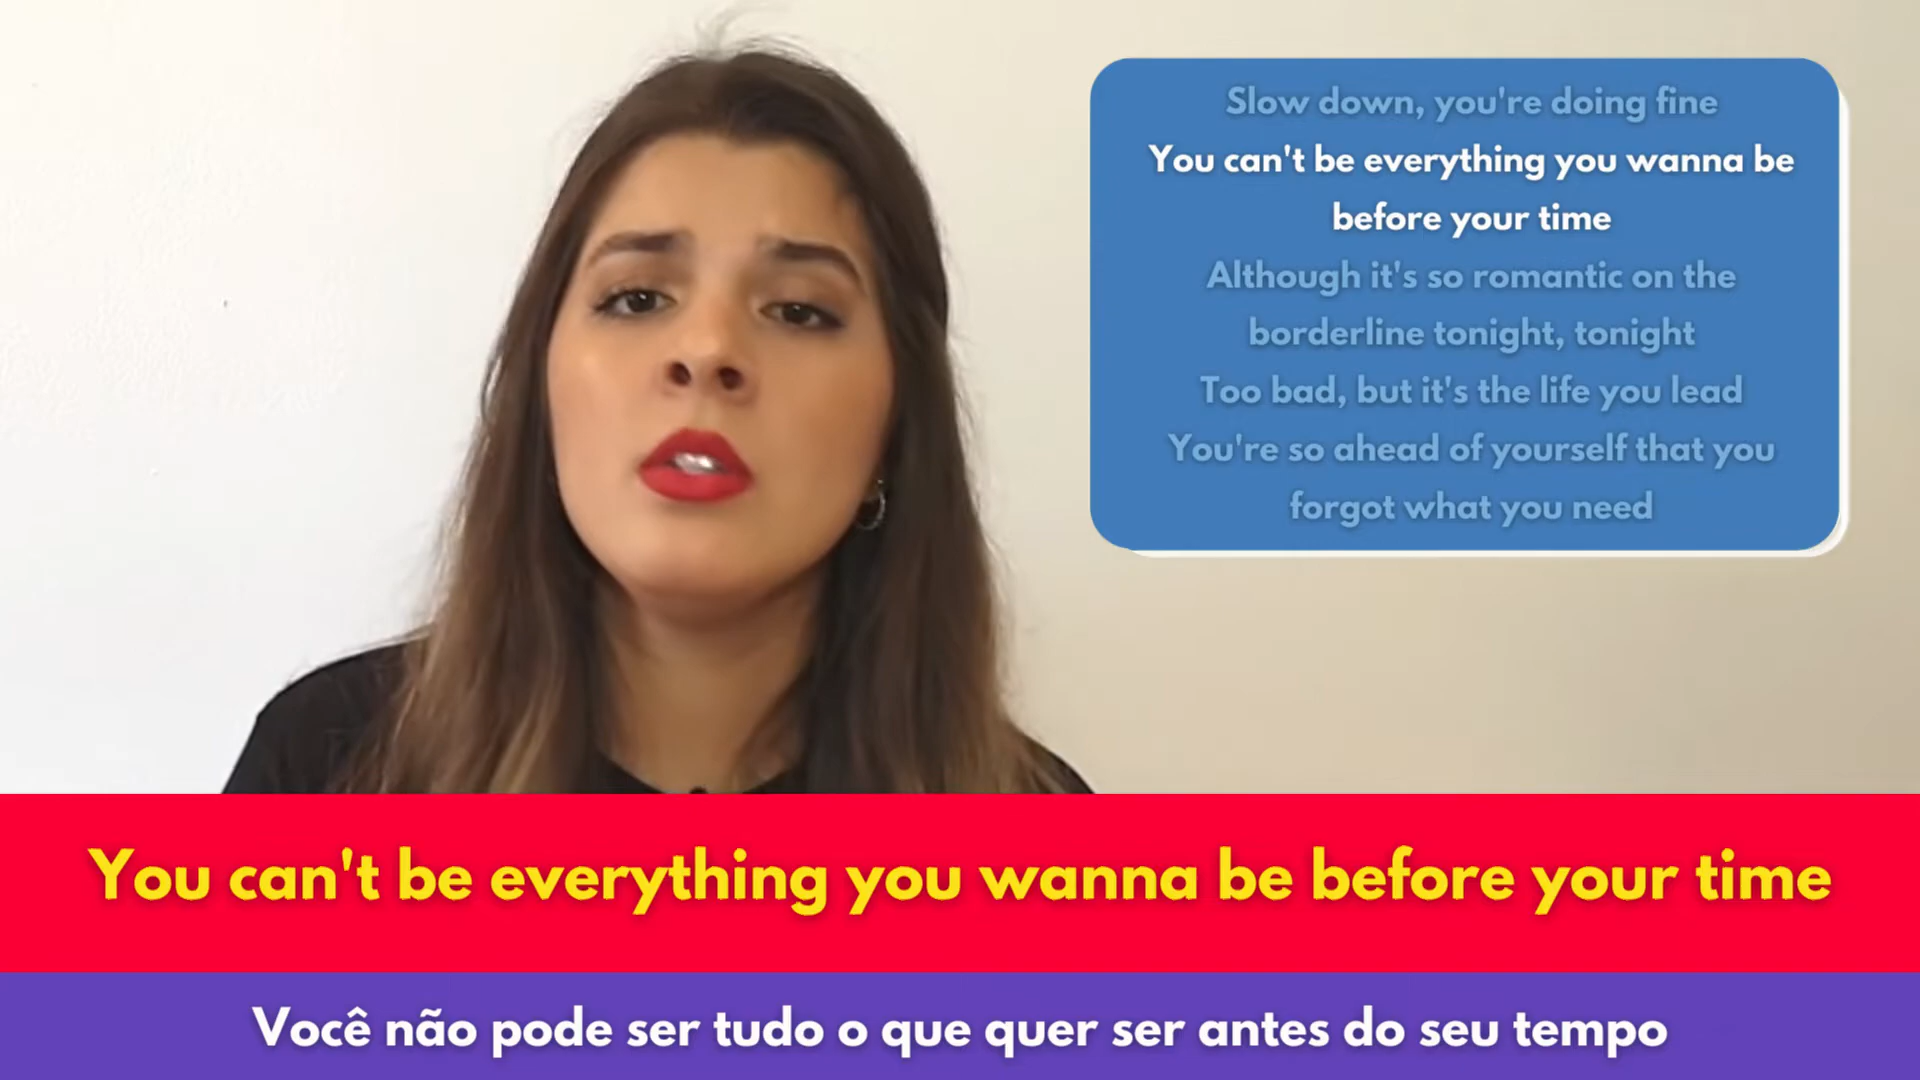 Slow down, you're doing fine
You can't be everything you wanna be
before your time
Although it's so romantic on the
borderline tonight, tonight
Too bad, but it's the life you lead
You're so ahead of yourself that you
forgot what you need
You can't be everything you wanna be before your time
Você não pode ser tudo o que quer ser antes do seu tempo